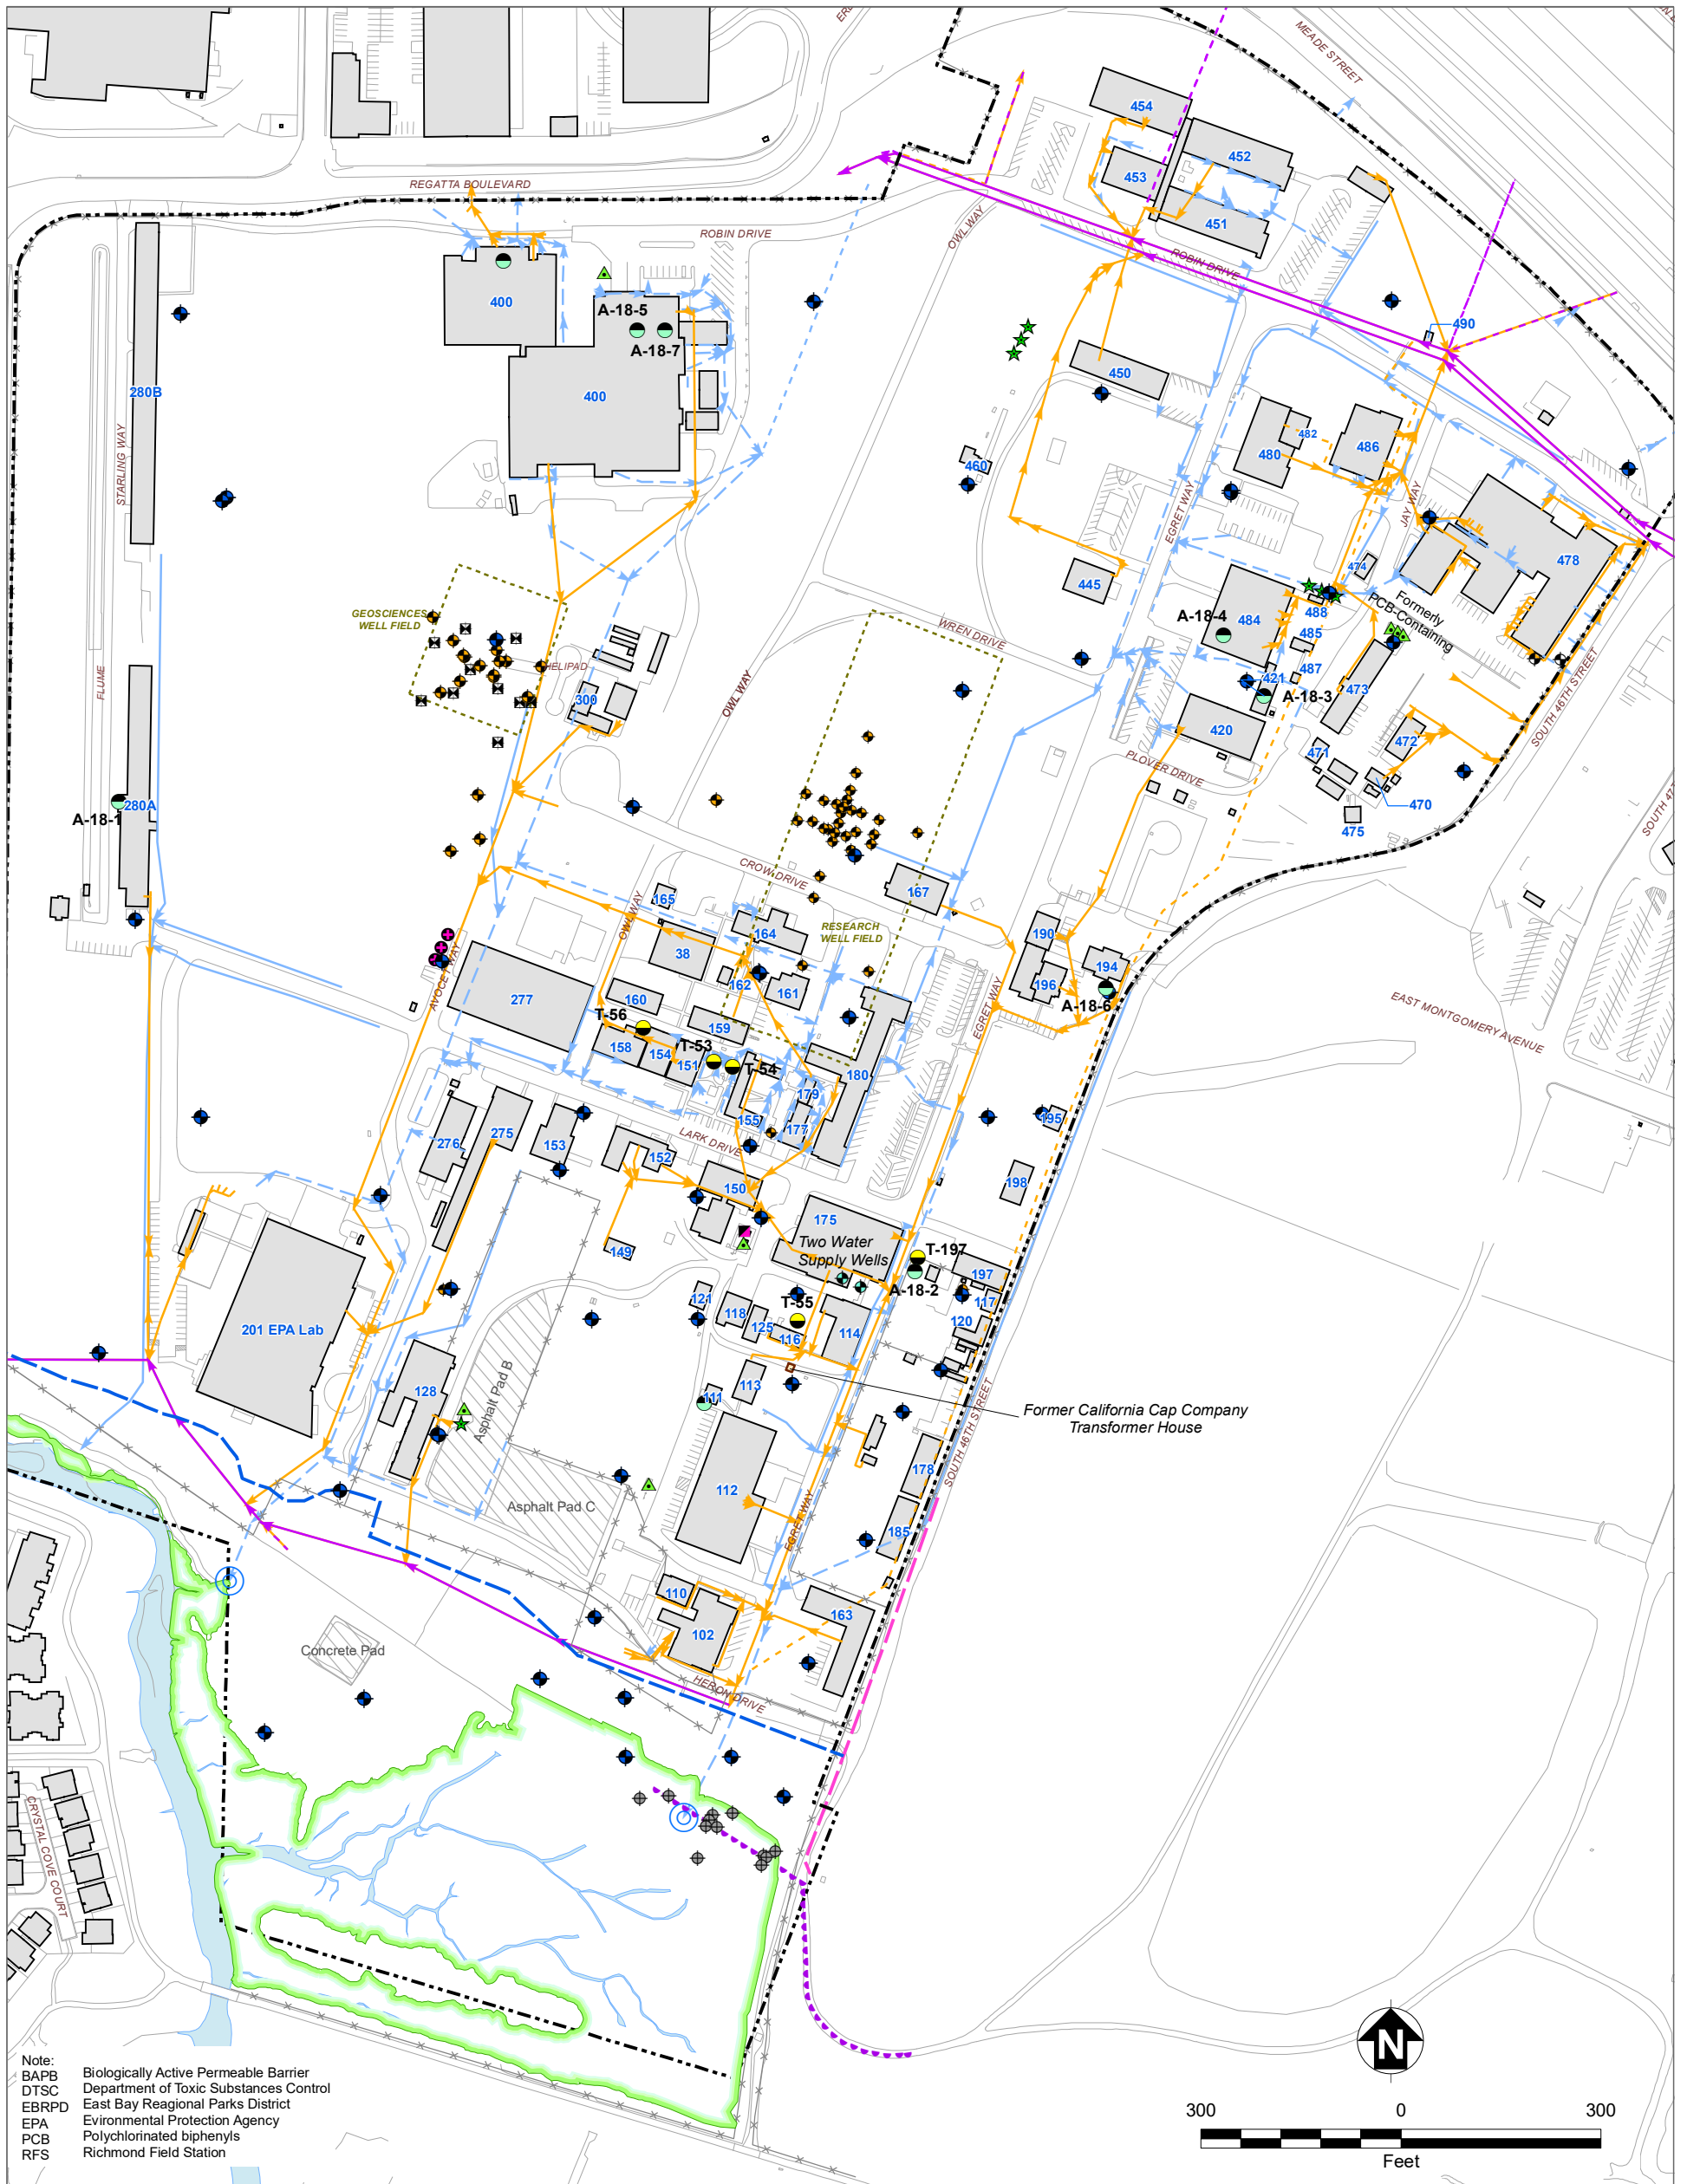 MEADE STREET
454
452
453
451
REGATTA BOULEVARD
ROBIN DRIVE
OWL WAY
ROBIN DRIVE
400
A-18-5
A-18-7
400
280B
STARLING WAY
490
450
482
480
486
460
EGRET WAY
JAY WAY
478
474
445
GEOSCIENCES
WELL FIELD
Formerly
PCB-Containing
A-18-4
484
488
485
487
WREN DRIVE
HELIPAD
FLUME
300
OWL WAY
421
A-18-3
473
420
472
471
SOUTH 46TH STREET
PLOVER DRIVE
470
475
280A
A-18-1
CROW DRIVE
167
165
OWL WAY
164
RESEARCH
WELL FIELD
190
38
194
196
A-18-6
162
161
160
159
277
AVOCET WAY
EGRET WAY
EAST MONTGOMERY AVENUE
T-56
158
154
T-53
151
T-54
180
179
155
177
195
276
275
153
LARK DRIVE
152
150
198
149
175
Two Water
Supply Wells
T-197
197
A-18-2
117
121
118
T-55
125
116
114
120
201 EPA Lab
128
Asphalt Pad B
111
113
Former California Cap Company
Transformer House
SOUTH 46TH STREET
178
112
Asphalt Pad C
185
EGRET WAY
110
102
163
Concrete Pad
HERON DRIVE
CRYSTAL COVE COURT
N
300 0 300
Feet
Note:
BAPB Biologically Active Permeable Barrier
DTSC Department of Toxic Substances Control
EBRPD East Bay Reagional Parks District
EPA Evironmental Protection Agency
PCB Polychlorinated biphenyls
RFS Richmond Field Station